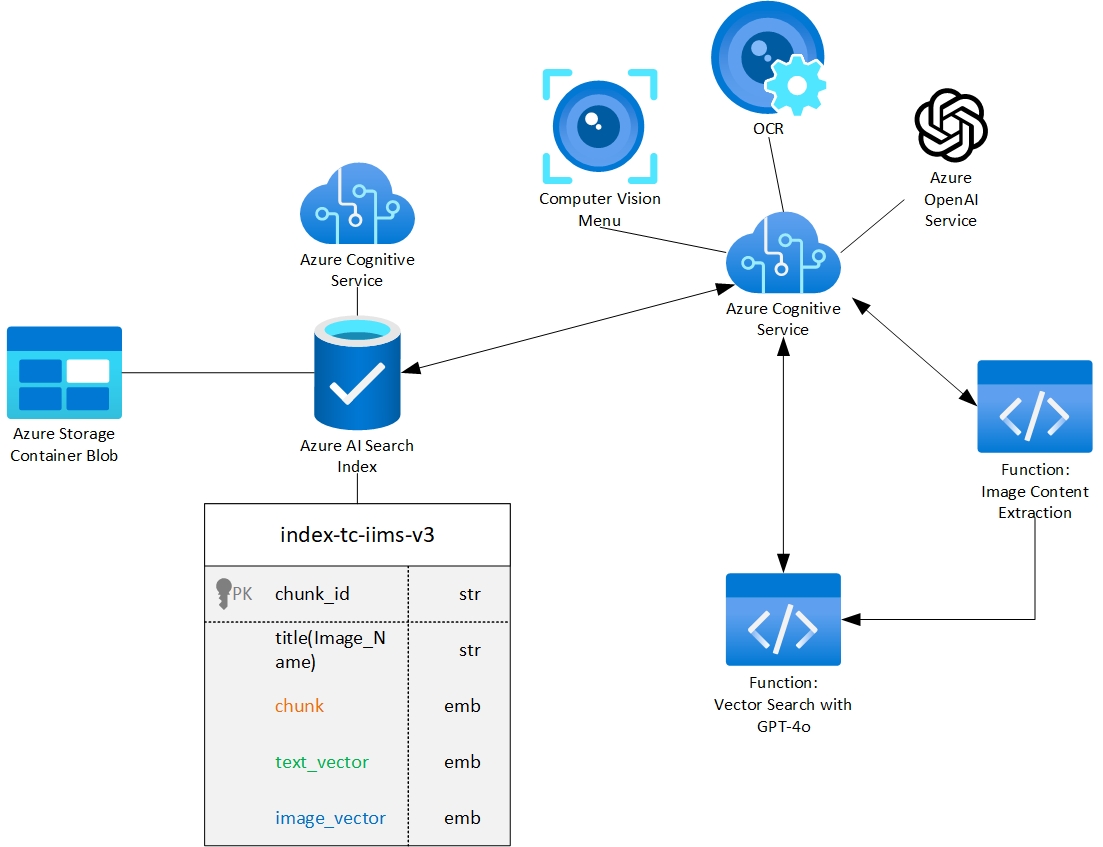 OCR
Computer Vision
Menu
Azure
OpenAI
Service
Azure Cognitive
Service
Azure Cognitive
Service
Azure Storage
Container Blob
Azure AI Search
Index
Function:
Image Content
Extraction
index-tc-iims-v3
PK chunk_id str
title(Image_N
ame) str
chunk emb
text_vector emb
image_vector emb
Function:
Vector Search with
GPT-4o